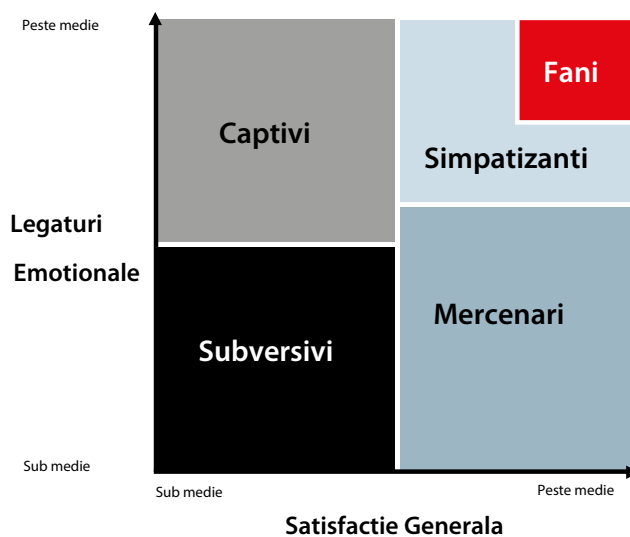 Peste medie
Fani
Captivi
Simpatizanti
Legaturi
Emotionale
Mercenari
Subversivi
Sub medie
Sub medie
Peste medie
Satisfactie Generala